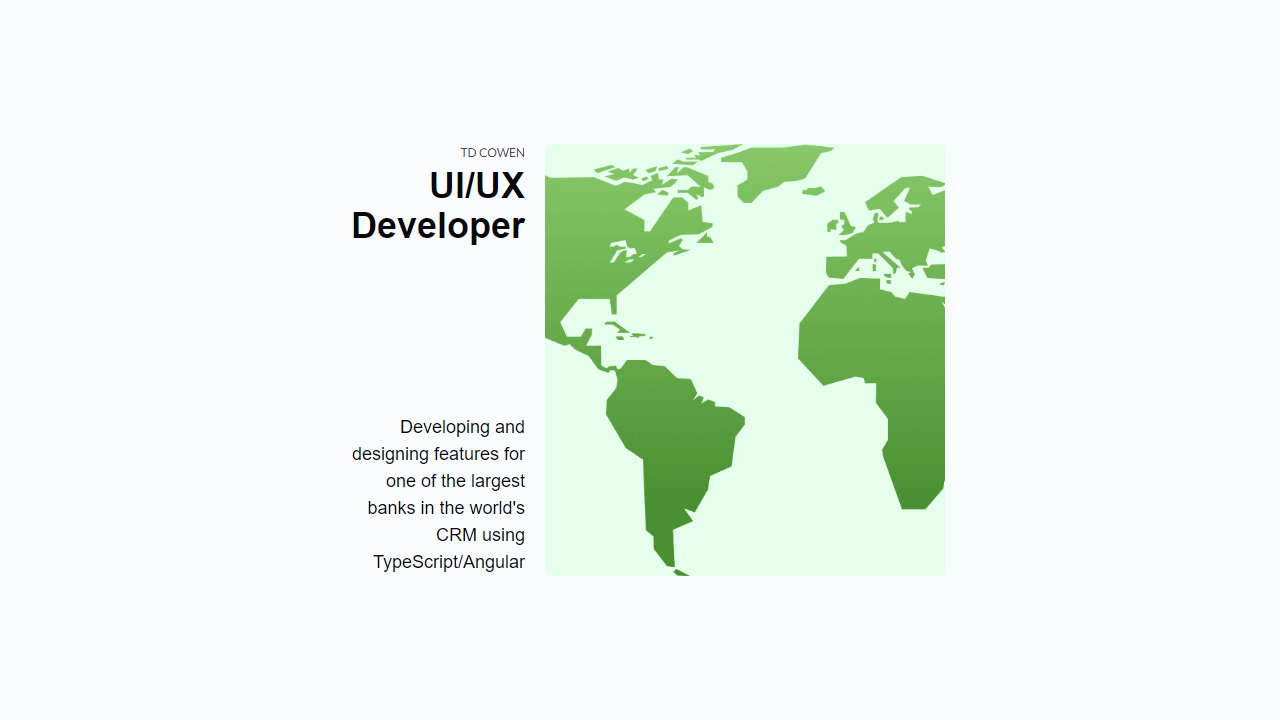 TD COWEN
UI/UX
Developer
Developing and
designing features for
one of the largest
banks in the world's
CRM using
TypeScript/Angular